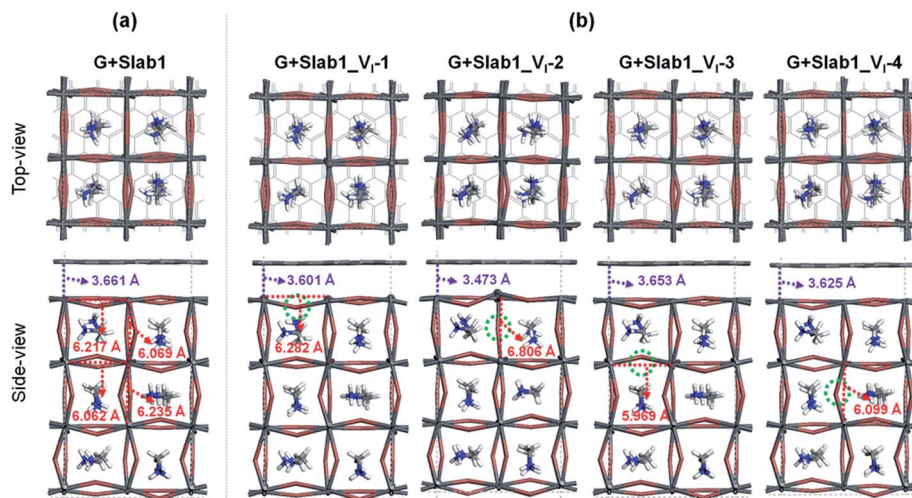 (a)
(b)
G+Slab1
G+Slab1_VI-1
G+Slab1_VI-2
G+Slab1_VI-3
G+Slab1_VI-4
Top-view
Side-view
3.661 Å
3.601 Å
3.473 Å
3.653 Å
3.625 Å
6.217 Å
6.069 Å
6.282 Å
6.806 Å
6.062 Å
6.235 Å
5.969 Å
6.099 Å